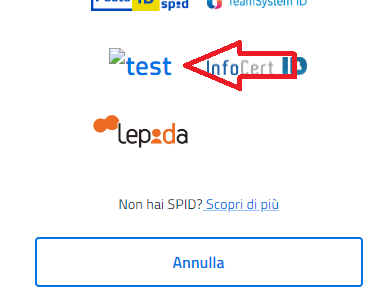 Poste ID spid TeamSystem ID
test InfoCert ID
lepida
Non hai SPID? Scopri di più
Annulla